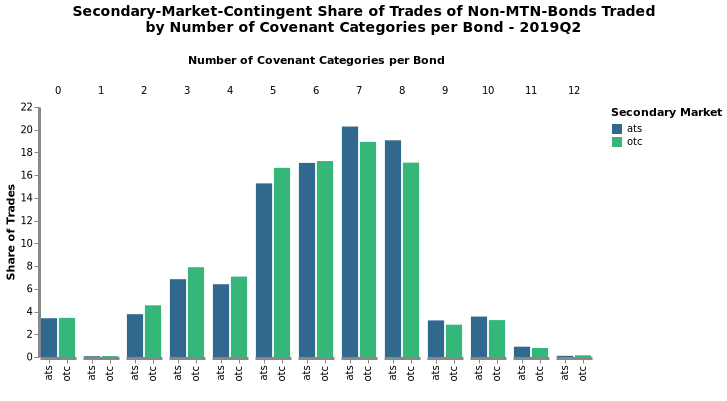 Secondary-Market-Contingent Share of Trades of Non-MTN-Bonds Traded
by Number of Covenant Categories per Bond - 2019Q2
Number of Covenant Categories per Bond
0 1 2 3 4 5 6 7 8 9 10 11 12
Secondary Market
ats
otc
Share of Trades
22
20
18
16
14
12
10
8
6
4
2
0
ats otc ats otc ats otc ats otc ats otc ats otc ats otc ats otc ats otc ats otc ats otc ats otc ats otc